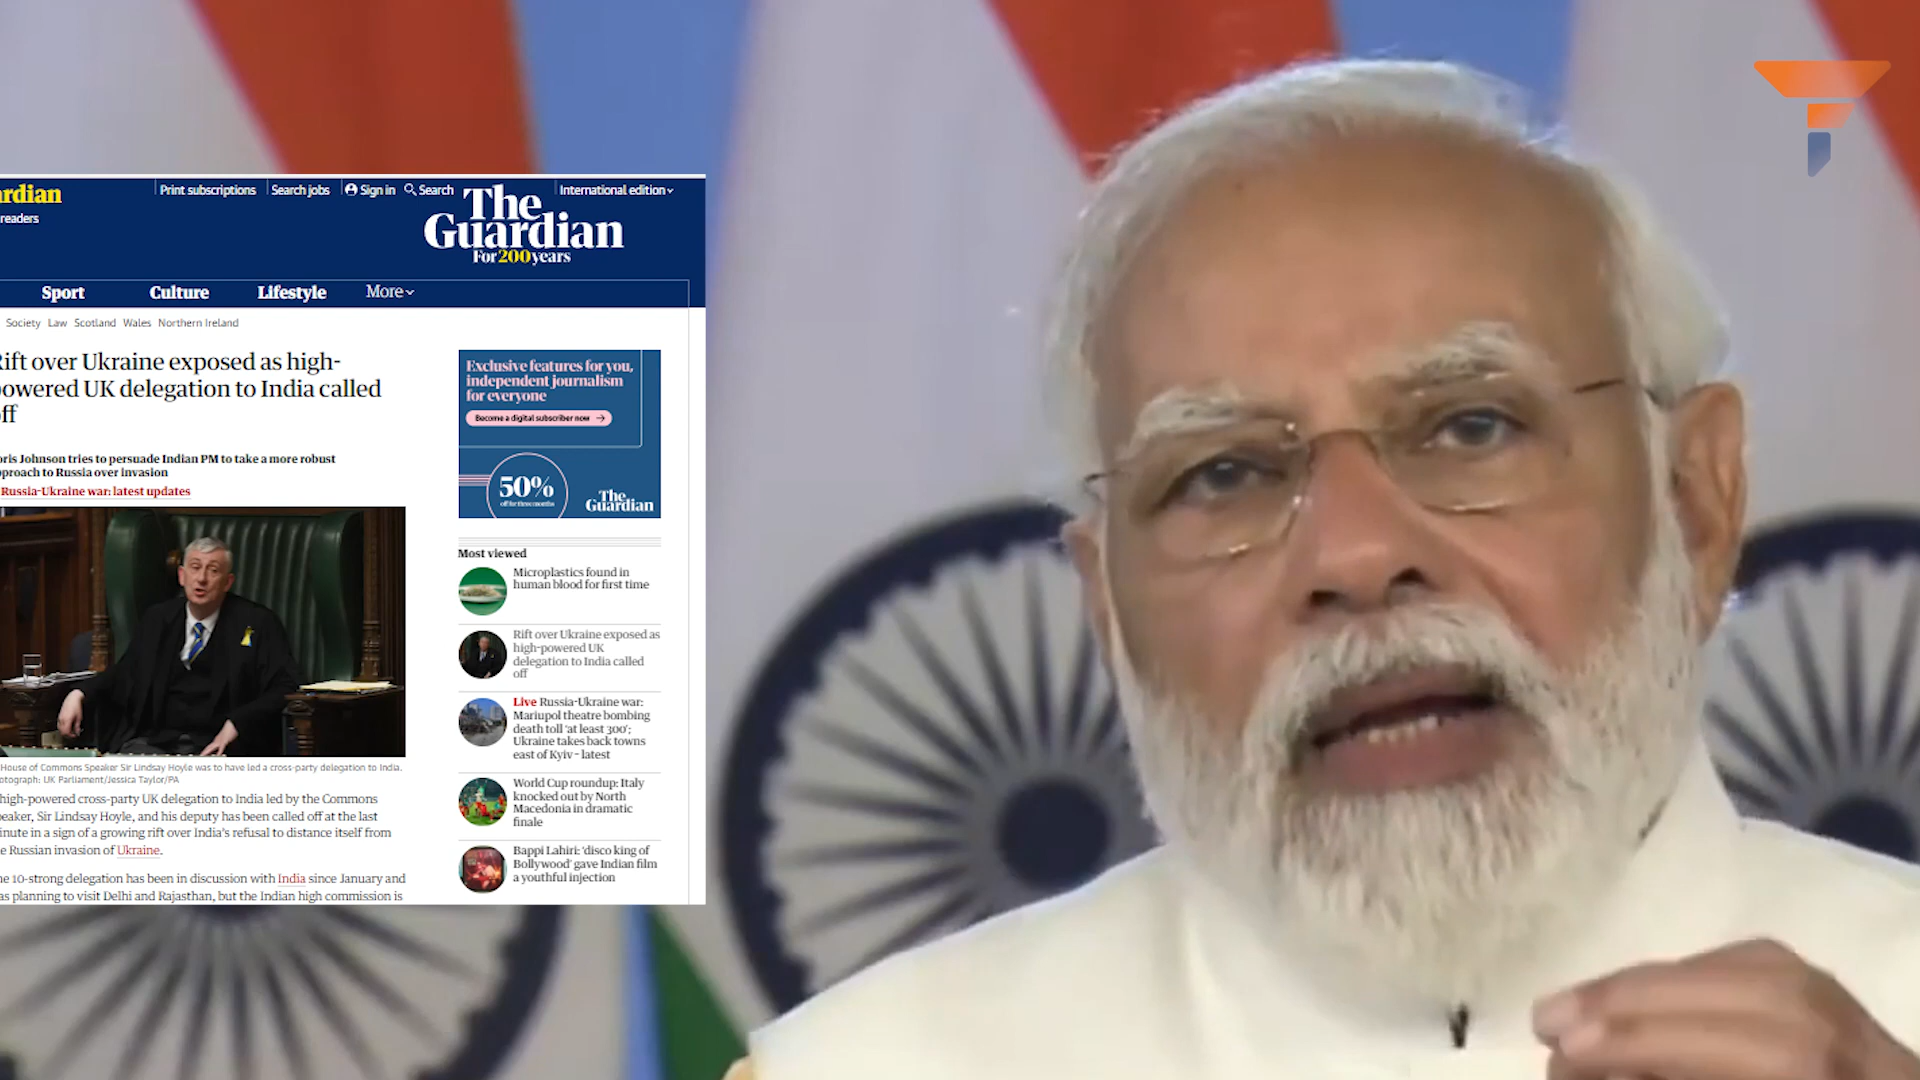 rdian
readers
Print subscriptions
Search jobs
Sign in
Search
International edition
The
Guardian
For 200 years
Sport
Culture
Lifestyle
More
Society
Law
Scotland
Wales
Northern Ireland
ift over Ukraine exposed as high-
owered UK delegation to India called
ff
oris Johnson tries to persuade Indian PM to take a more robust
proach to Russia over invasion
Russia-Ukraine war: latest updates
House of Commons Speaker Sir Lindsay Hoyle was to have led a cross-party delegation to India.
otograph: UK Parliament/Jessica Taylor/PA
high-powered cross-party UK delegation to India led by the Commons
eaker, Sir Lindsay Hoyle, and his deputy has been called off at the last
inute in a sign of a growing rift over India's refusal to distance itself from
e Russian invasion of Ukraine.
ne 10-strong delegation has been in discussion with India since January and
as planning to visit Delhi and Rajasthan, but the Indian high commission is
Exclusive features for you,
independent journalism
for everyone
Become a digital subscriber now
50%
off for three months
The
Guardian
Most viewed
Microplastics found in
human blood for first time
Rift over Ukraine exposed as
high-powered UK
delegation to India called
off
Live Russia-Ukraine war:
Mariupol theatre bombing
death toll 'at least 300';
Ukraine takes back towns
east of Kyiv – latest
World Cup roundup: Italy
knocked out by North
Macedonia in dramatic
finale
Bappi Lahiri: 'disco king of
Bollywood' gave Indian film
a youthful injection